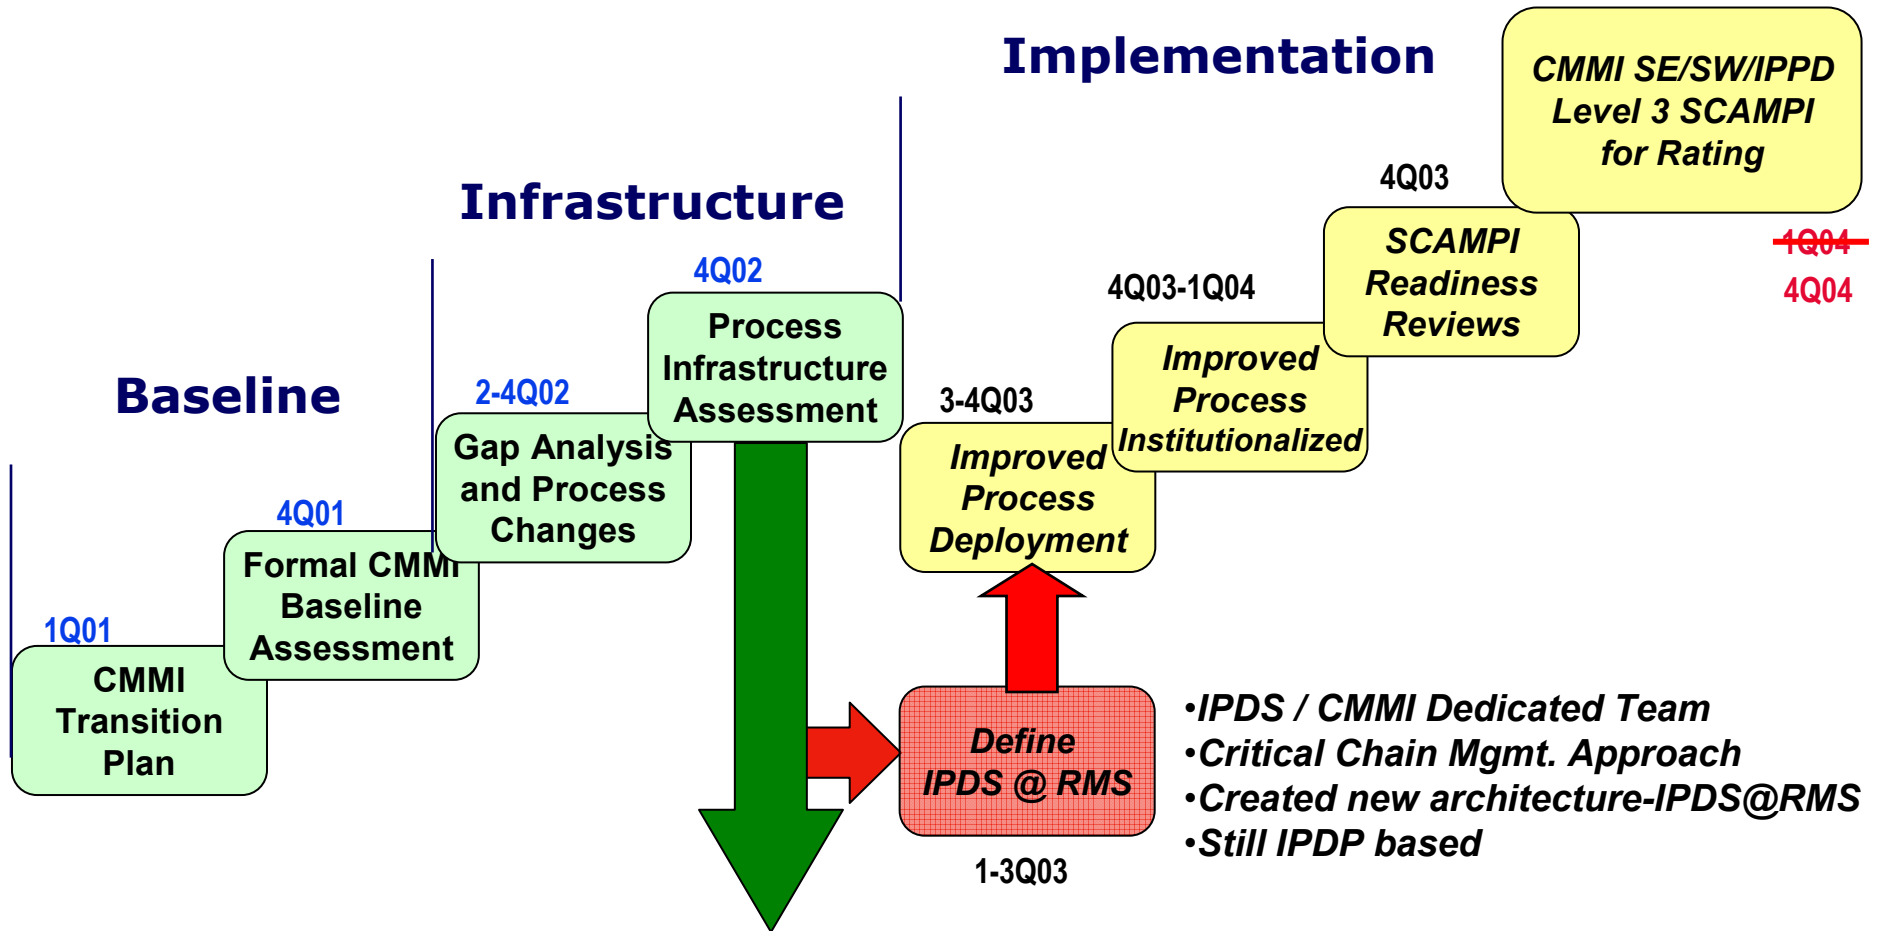 Baseline
1Q01
CMMI
Transition
Plan
4Q01
Formal CMMI
Baseline
Assessment
Infrastructure
2-4Q02
Gap Analysis
and Process
Changes
4Q02
Process
Infrastructure
Assessment
Implementation
3-4Q03
Improved
Process
Deployment
4Q03-1Q04
Improved
Process
Institutionalized
4Q03
SCAMPI
Readiness
Reviews
CMMI SE/SW/IPPD
Level 3 SCAMPI
for Rating
1Q04
4Q04
Define
IPDS @ RMS
1-3Q03
•IPDS / CMMI Dedicated Team
•Critical Chain Mgmt. Approach
•Created new architecture-IPDS@RMS
•Still IPDP based